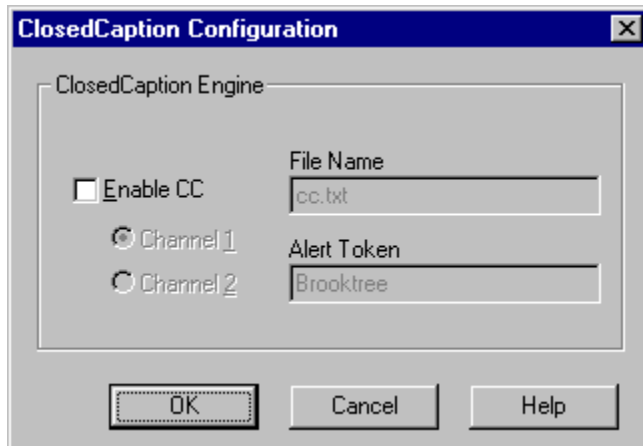 ClosedCaption Configuration
ClosedCaption Engine
Enable CC
Channel 1
Channel 2
File Name
cc.txt
Alert Token
Brooktree
OK
Cancel
Help